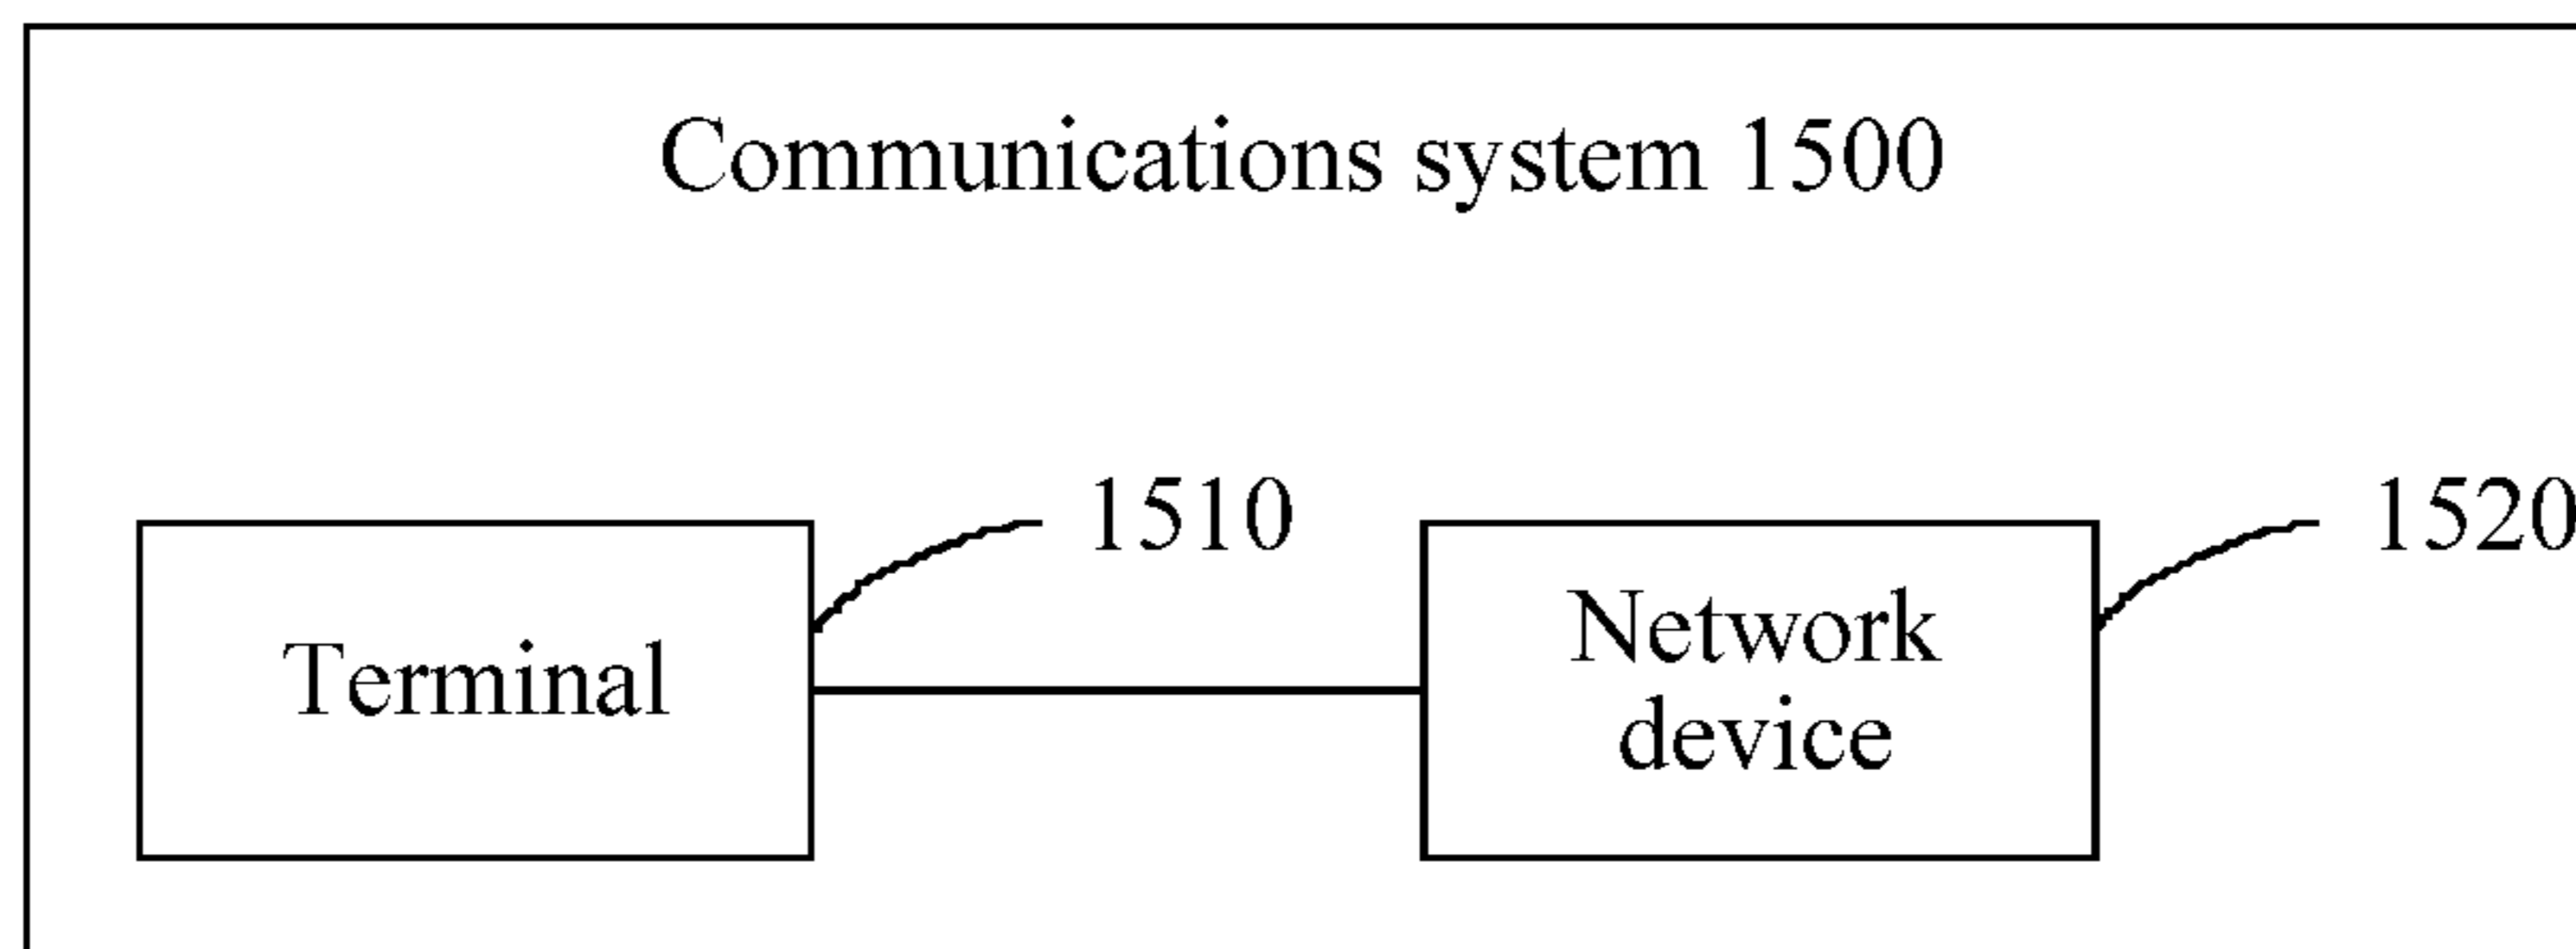 Communications system 1500
1510
1520
Terminal
Network
device